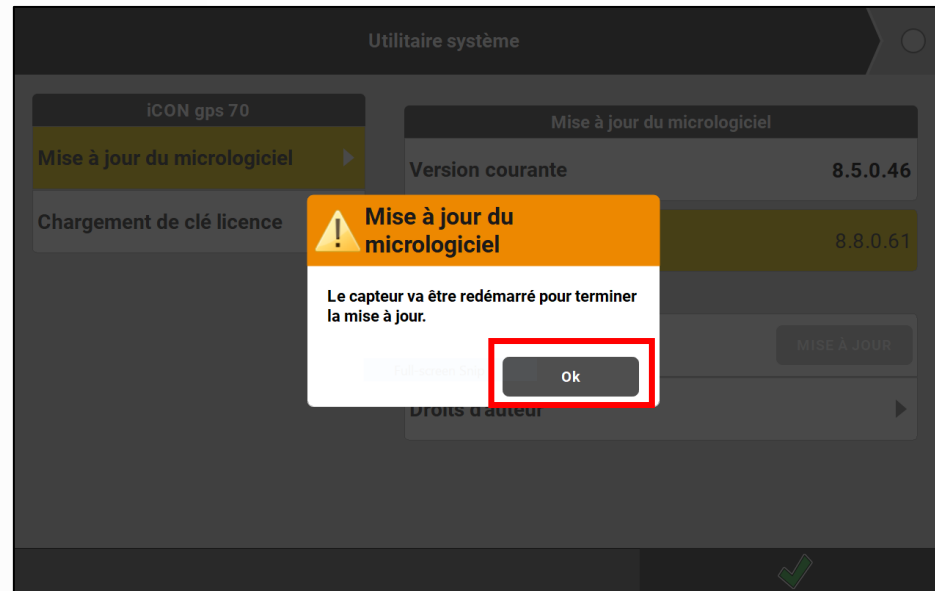 Utilitaire système
iCON gps 70
Mise à jour du micrologiciel
Chargement de clé licence
Mise à jour du micrologiciel
Version courante
8.5.0.46
8.8.0.61
MISE À JOUR
Droits d'auteur
Mise à jour du
micrologiciel
Le capteur va être redémarré pour terminer
la mise à jour.
Ok